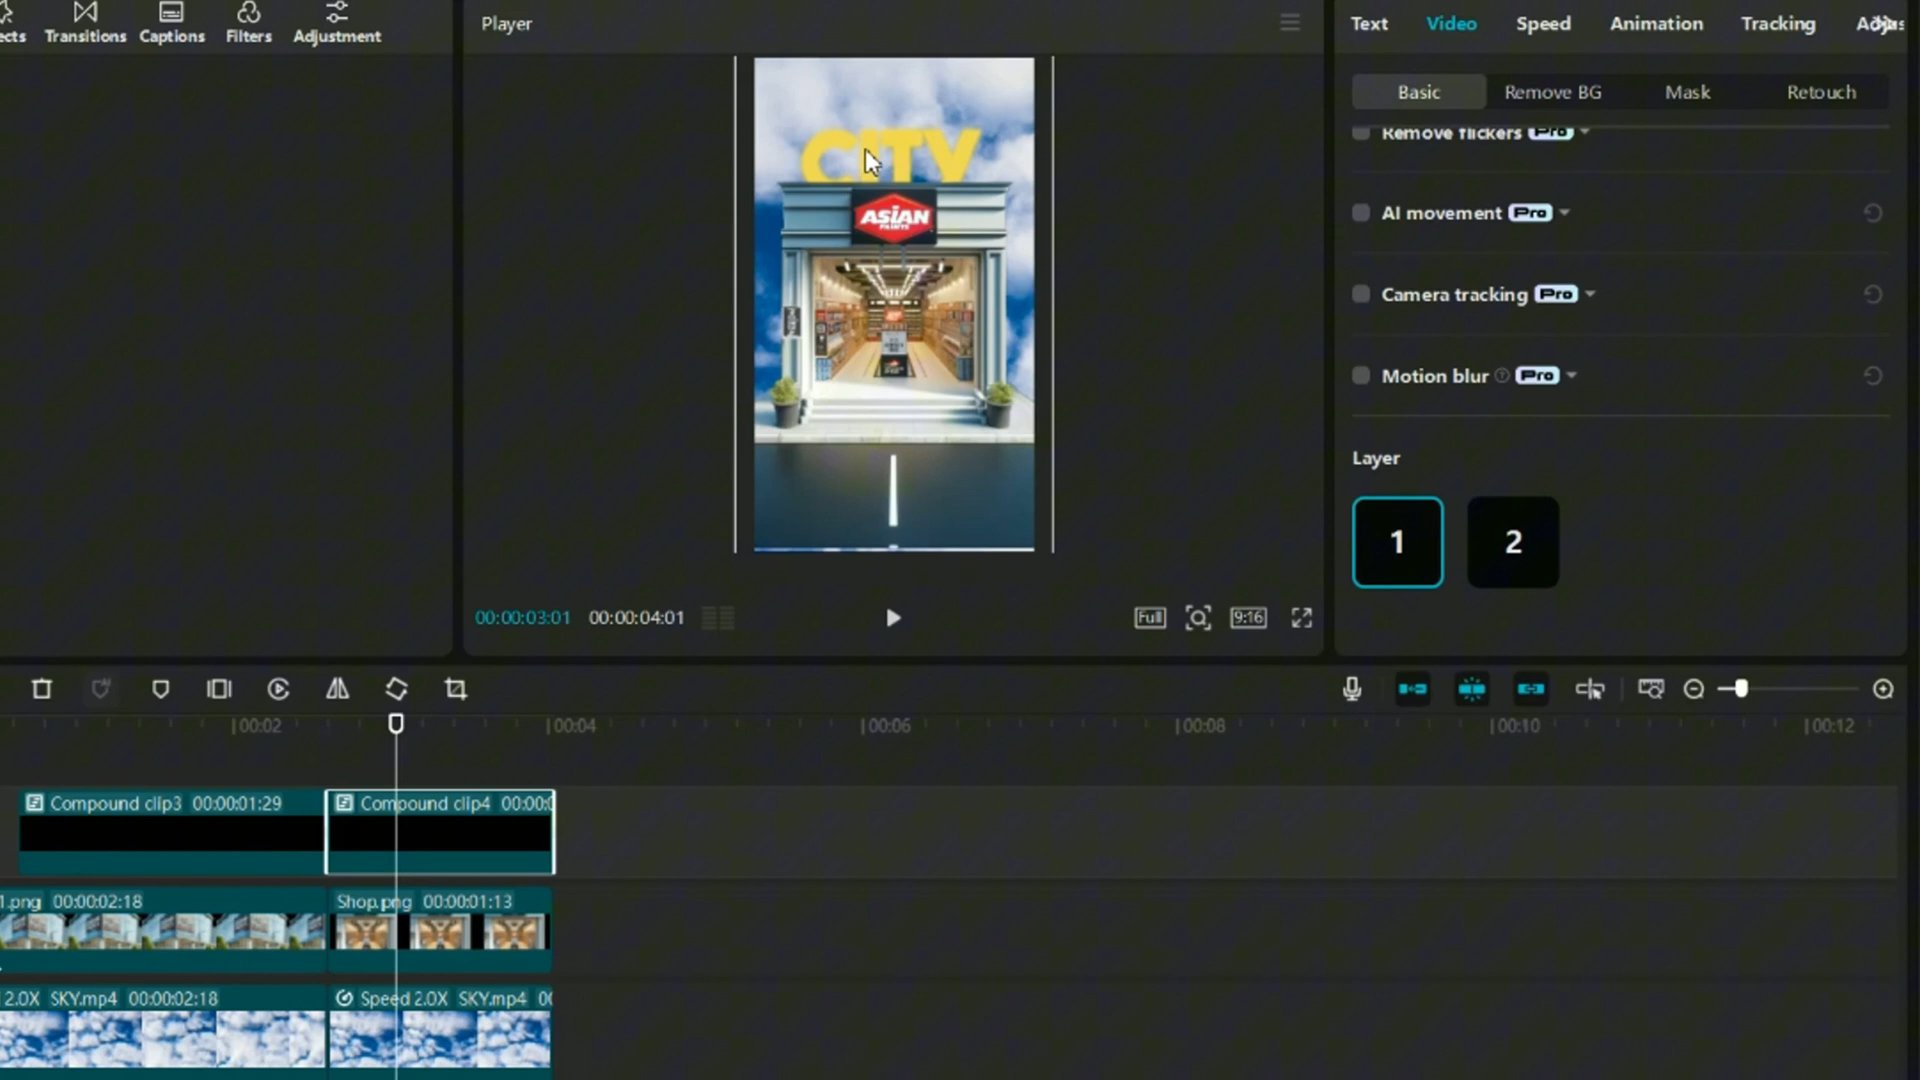 Transitions
Captions
Filters
Adjustment
Player
Text
Video
Speed
Animation
Tracking
Basic
Remove BG
Mask
Retouch
Remove flickers Pro
AI movement Pro
Camera tracking Pro
Motion blur Pro
Layer
1
2
CITY
ASIAN
PAINTS
00:00:03:01
00:00:04:01
Full
9:16
00:02
00:04
00:06
00:08
00:10
00:12
Compound clip3 00:00:01:29
Compound clip4 00:00:0
1.png 00:00:02:18
Shop.png 00:00:01:13
2.0X SKY.mp4 00:00:02:18
Speed 2.0X SKY.mp4 00